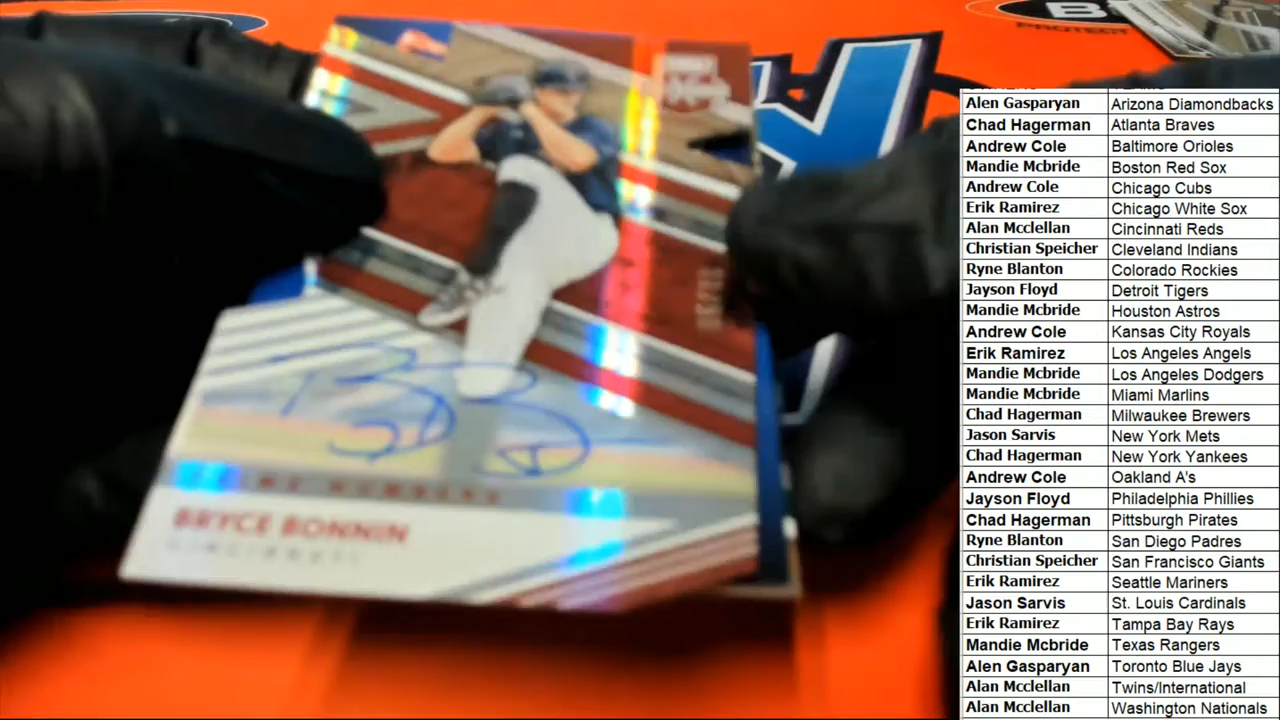 PROTECT
Alen Gasparyan Arizona Diamondbacks
Chad Hagerman Atlanta Braves
Andrew Cole Baltimore Orioles
Mandie Mcbride Boston Red Sox
Andrew Cole Chicago Cubs
Erik Ramirez Chicago White Sox
Alan Mcclellan Cincinnati Reds
Christian Speicher Cleveland Indians
Ryne Blanton Colorado Rockies
Jayson Floyd Detroit Tigers
Mandie Mcbride Houston Astros
Andrew Cole Kansas City Royals
Erik Ramirez Los Angeles Angels
Mandie Mcbride Los Angeles Dodgers
Mandie Mcbride Miami Marlins
Chad Hagerman Milwaukee Brewers
Jason Sarvis New York Mets
Chad Hagerman New York Yankees
Andrew Cole Oakland A's
Jayson Floyd Philadelphia Phillies
Chad Hagerman Pittsburgh Pirates
Ryne Blanton San Diego Padres
Christian Speicher San Francisco Giants
Erik Ramirez Seattle Mariners
Jason Sarvis St. Louis Cardinals
Erik Ramirez Tampa Bay Rays
Mandie Mcbride Texas Rangers
Alen Gasparyan Toronto Blue Jays
Alan Mcclellan Twins/International
Alan Mcclellan Washington Nationals
BRYCE BONNIN
CINCINNATI